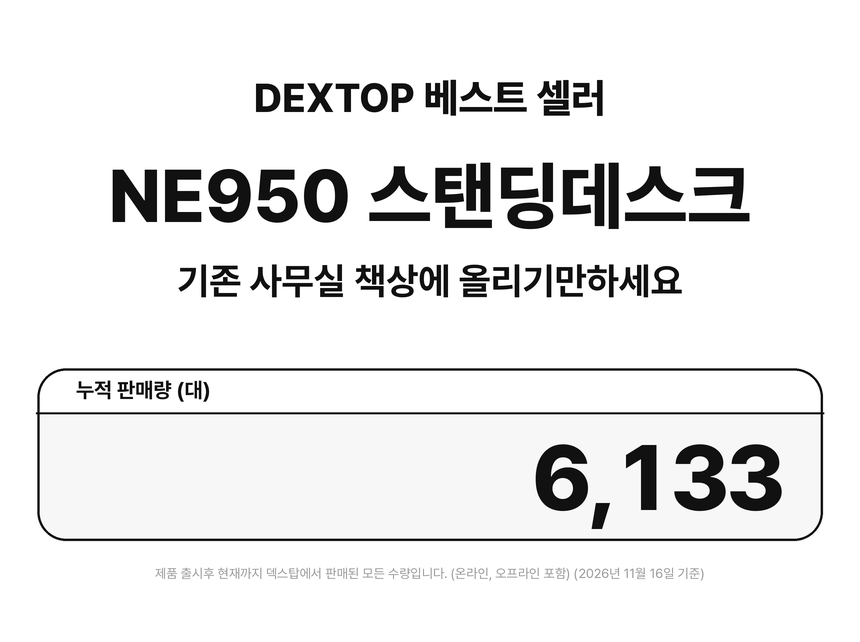 DEXTOP 베스트 셀러
NE950 스탠딩데스크
기존 사무실 책상에 올리기만하세요
누적 판매량 (대)
6,133
제품 출시후 현재까지 덱스탑에서 판매된 모든 수량입니다. (온라인, 오프라인 포함) (2026년 11월 16일 기준)